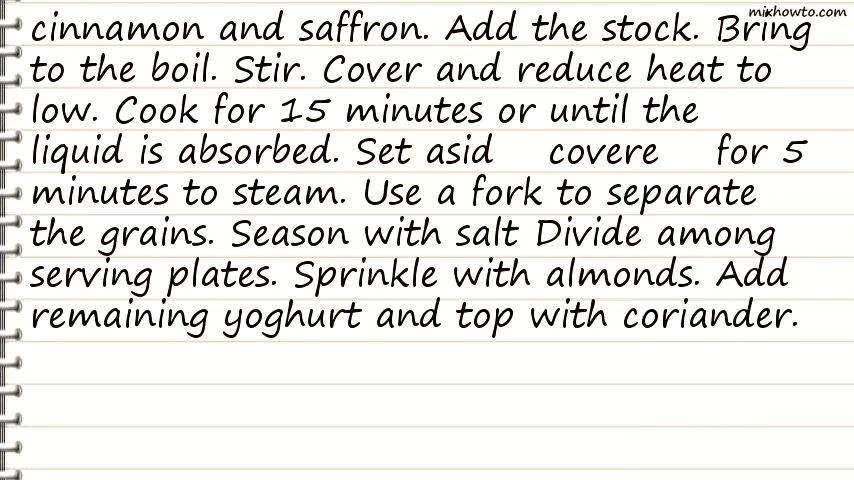 mixhowto.com
cinnamon and saffron. Add the stock. Bring
to the boil. Stir. Cover and reduce heat to
low. Cook for 15 minutes or until the
liquid is absorbed. Set asid covere for 5
minutes to steam. Use a fork to separate
the grains. Season with salt Divide among
serving plates. Sprinkle with almonds. Add
remaining yoghurt and top with coriander.